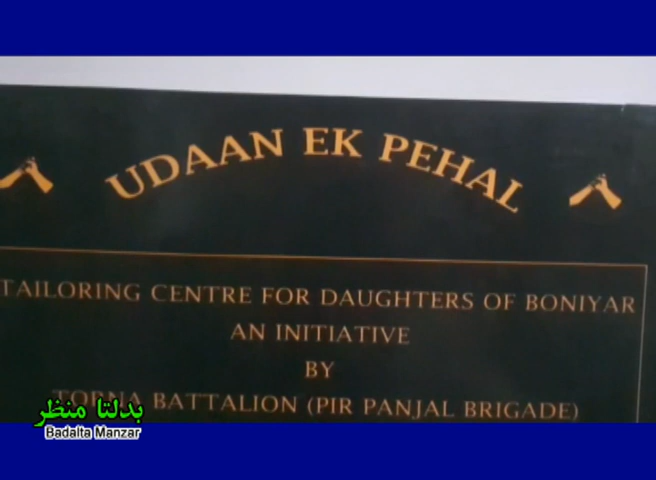 UDAAN EK PEHAL
TAILORING CENTRE FOR DAUGHTERS OF BONIYAR
AN INITIATIVE
BY
TORNA BATTALION (PIR PANJAL BRIGADE)
بدلتا منظر
Badalta Manzar